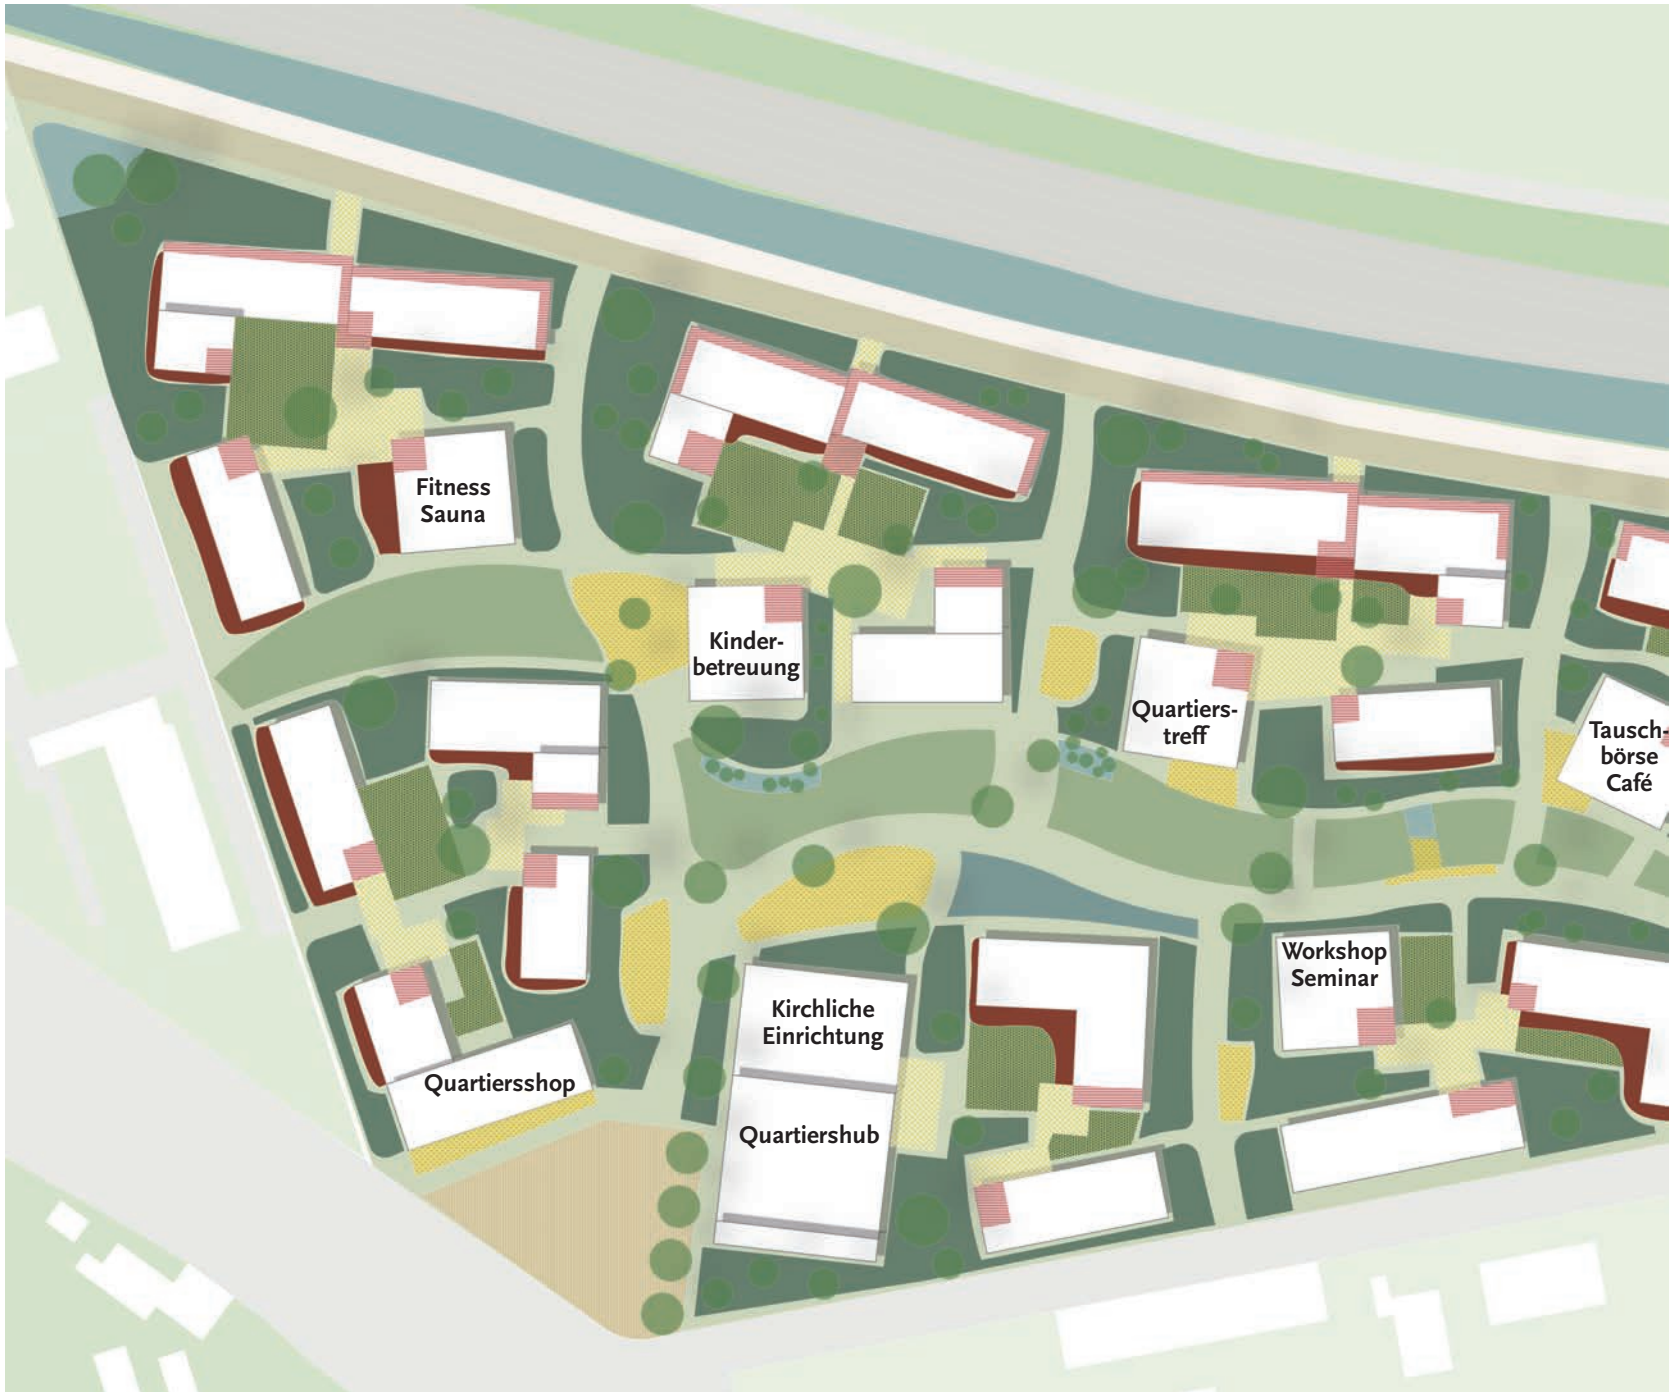 Fitness
Sauna
Kinder-
betreuung
Quartiers-
treff
Tausch-
börse
Café
Workshop
Seminar
Kirchliche
Einrichtung
Quartiersshop
Quartiershub